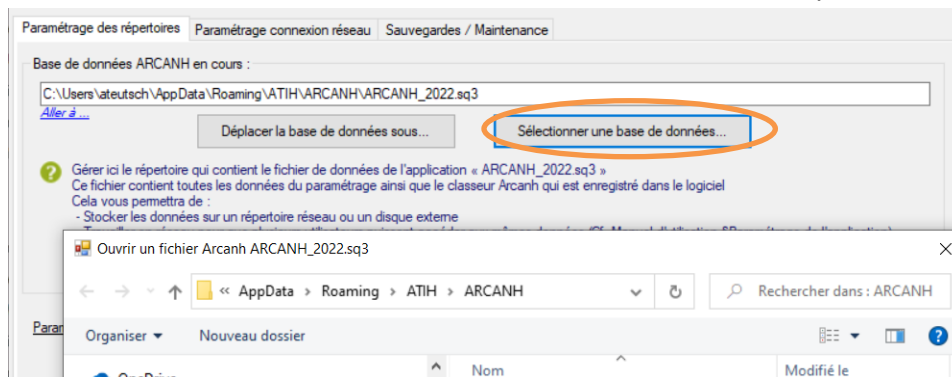 Paramétrage des répertoires Paramétrage connexion réseau Sauvegardes / Maintenance
Base de données ARCANH en cours :
C:\Users\ateutsch\AppData\Roaming\ATIH\ARCANH\ARCANH_2022.sq3
Aller à ...
Déplacer la base de données sous... Sélectionner une base de données...
Gérer ici le répertoire qui contient le fichier de données de l'application « ARCANH_2022.sq3 »
Ce fichier contient toutes les données du paramétrage ainsi que le classeur Arcanh qui est enregistré dans le logiciel
Cela vous permettra de :
- Stocker les données sur un répertoire réseau ou un disque externe
Ouvrir un fichier Arcanh ARCANH_2022.sq3
« AppData > Roaming > ATIH > ARCANH Rechercher dans : ARCANH
Param
Organiser Nouveau dossier
OneDrive Nom Modifié le